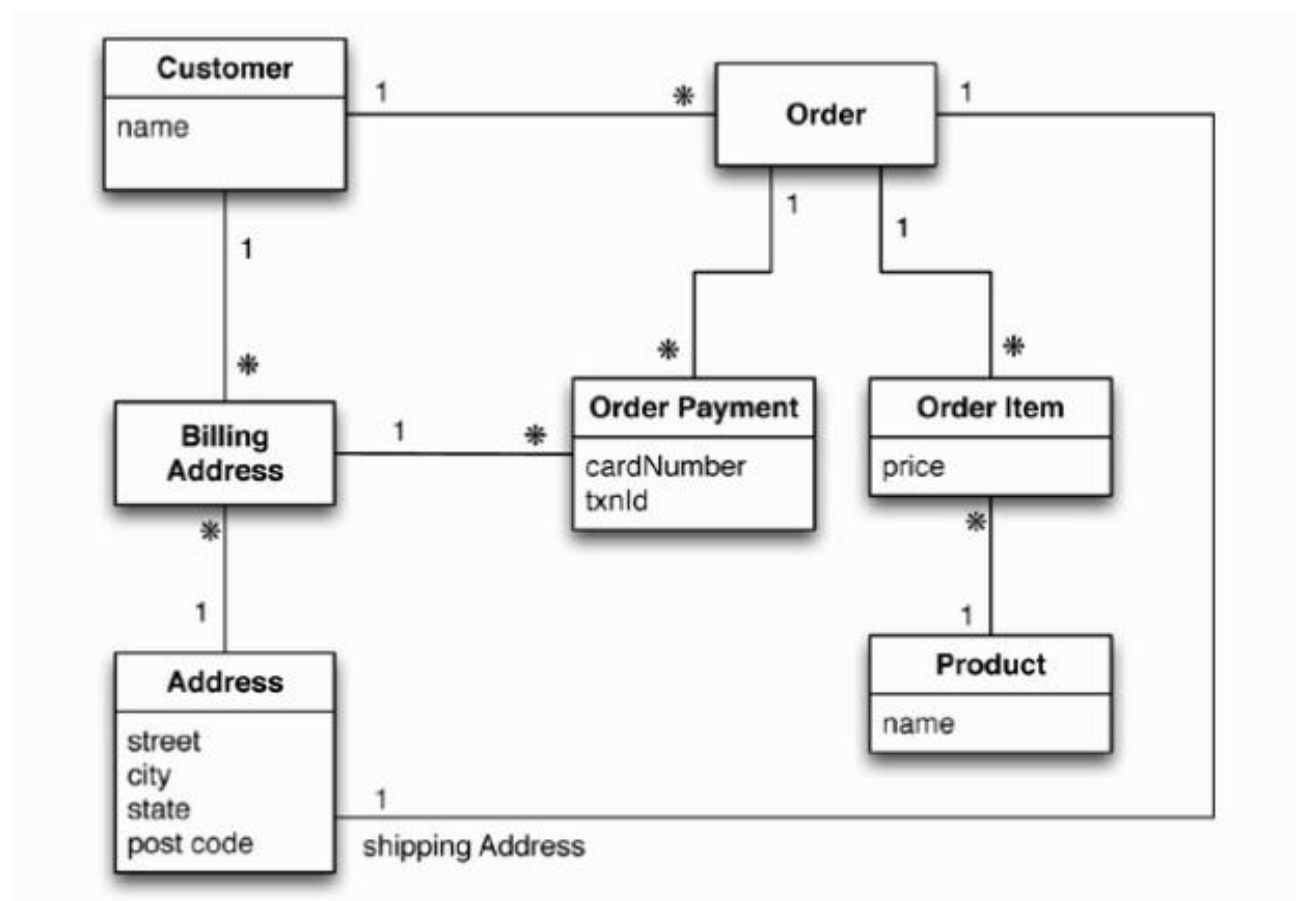 Customer
name
1
*
Order
1
1
*
1
*
1
*
Billing
Address
1
*
Order Payment
cardNumber
txnId
Order Item
price
*
1
*
1
Product
name
Address
street
city
state
post code
1
shipping Address